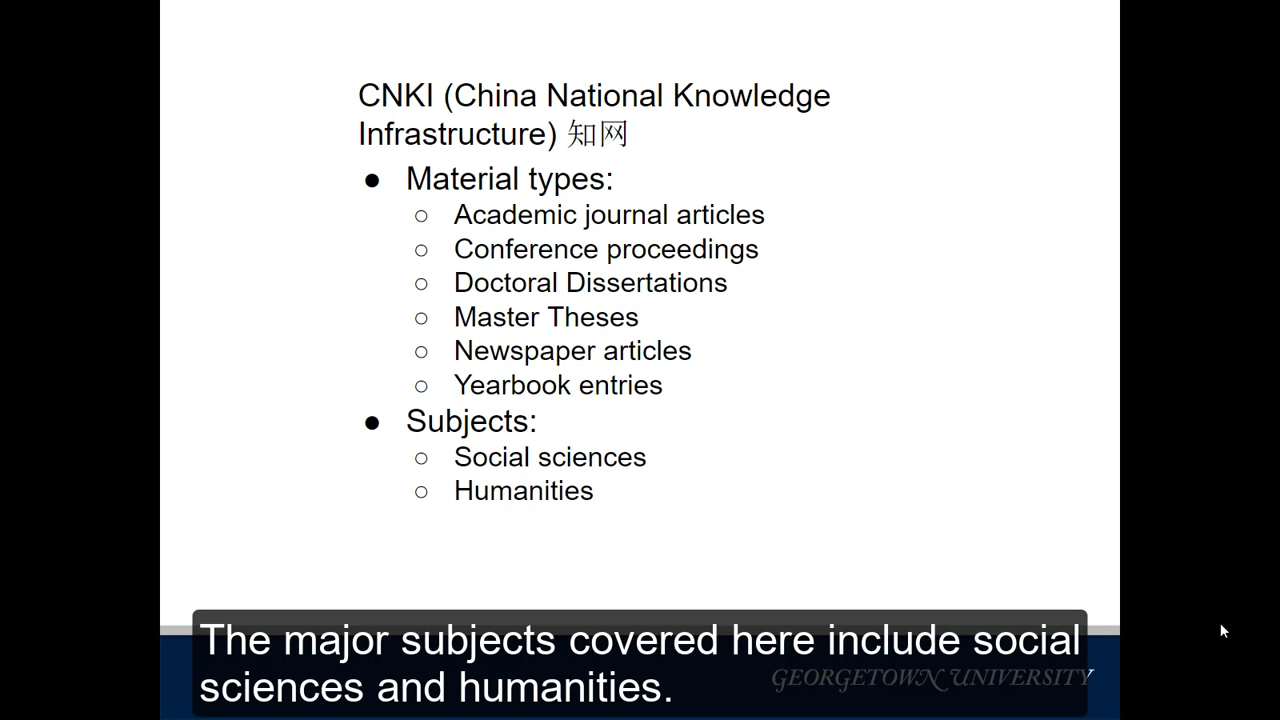 CNKI (China National Knowledge
Infrastructure) 知网
● Material types:
○ Academic journal articles
○ Conference proceedings
○ Doctoral Dissertations
○ Master Theses
○ Newspaper articles
○ Yearbook entries
● Subjects:
○ Social sciences
○ Humanities
The major subjects covered here include social
sciences and humanities.
GEORGETOWN UNIVERSITY